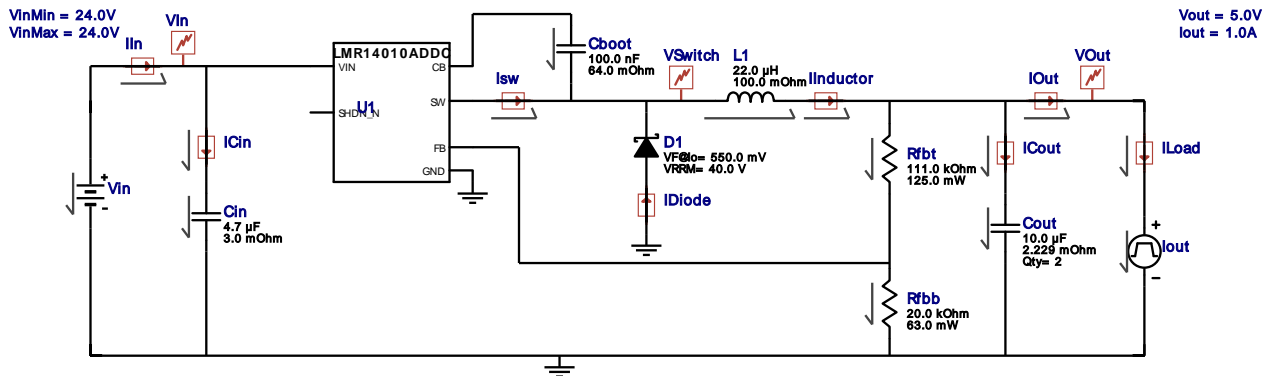 VinMin = 24.0V
VinMax = 24.0V
Vout = 5.0V
Iout = 1.0A
VIn
IIn
LMR14010ADDC
VIN
CB
U1
SW
SHDN_N
FB
GND
Cboot
100.0 nF
64.0 mOhm
Isw
VSwitch
L1
22.0 µH
100.0 mOhm
IInductor
IOut
VOut
ICin
D1
VF@Io= 550.0 mV
VRRM= 40.0 V
IDiode
Rfbt
111.0 kOhm
125.0 mW
ICout
ILoad
+
Vin
-
Cin
4.7 µF
3.0 mOhm
Cout
10.0 µF
2.229 mOhm
Qty= 2
+
Iout
-
Rfbb
20.0 kOhm
63.0 mW